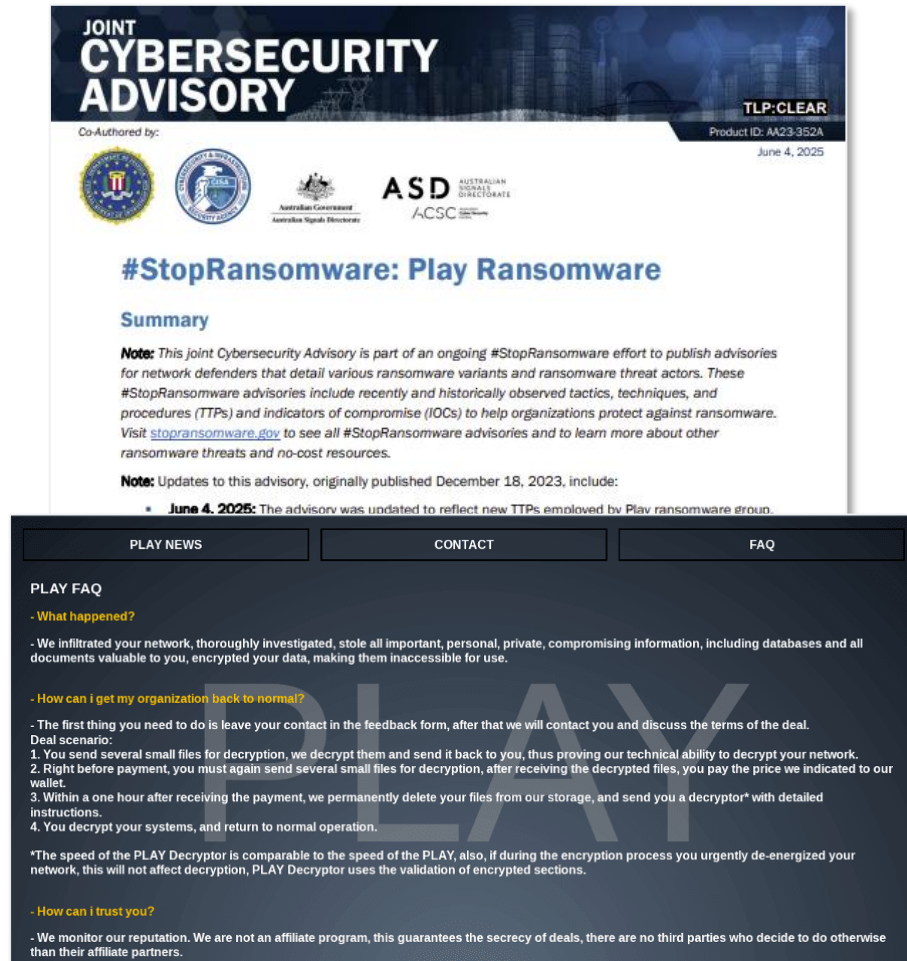 JOINT
CYBERSECURITY
ADVISORY
TLP:CLEAR
Co-Authored by:
Product ID: AA23-352A
June 4, 2025
CISA
Australian Government
Australian Signals Directorate
ASD AUSTRALIAN
SIGNALS
DIRECTORATE
ACSC
#StopRansomware: Play Ransomware
Summary
Note: This joint Cybersecurity Advisory is part of an ongoing #StopRansomware effort to publish advisories
for network defenders that detail various ransomware variants and ransomware threat actors. These
#StopRansomware advisories include recently and historically observed tactics, techniques, and
procedures (TTPs) and indicators of compromise (IOCs) to help organizations protect against ransomware.
Visit stopransomware.gov to see all #StopRansomware advisories and to learn more about other
ransomware threats and no-cost resources.
Note: Updates to this advisory, originally published December 18, 2023, include:
▪ June 4, 2025: The advisory was updated to reflect new TTPs employed by Play ransomware group,
PLAY NEWS
CONTACT
FAQ
PLAY FAQ
- What happened?
- We infiltrated your network, thoroughly investigated, stole all important, personal, private, compromising information, including databases and all
documents valuable to you, encrypted your data, making them inaccessible for use.
PLAY
- How can i get my organization back to normal?
- The first thing you need to do is leave your contact in the feedback form, after that we will contact you and discuss the terms of the deal.
Deal scenario:
1. You send several small files for decryption, we decrypt them and send it back to you, thus proving our technical ability to decrypt your network.
2. Right before payment, you must again send several small files for decryption, after receiving the decrypted files, you pay the price we indicated to our
wallet.
3. Within a one hour after receiving the payment, we permanently delete your files from our storage, and send you a decryptor* with detailed
instructions.
4. You decrypt your systems, and return to normal operation.
*The speed of the PLAY Decryptor is comparable to the speed of the PLAY, also, if during the encryption process you urgently de-energized your
network, this will not affect decryption, PLAY Decryptor uses the validation of encrypted sections.
- How can i trust you?
- We monitor our reputation. We are not an affiliate program, this guarantees the secrecy of deals, there are no third parties who decide to do otherwise
than their affiliate partners.